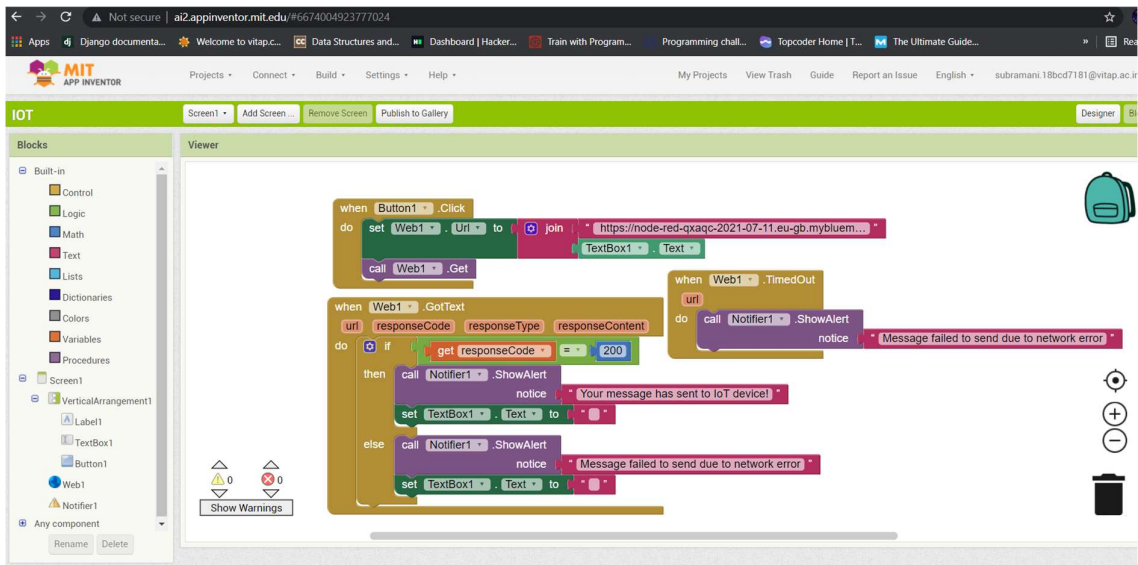 Not secure | ai2.appinventor.mit.edu/#6674004923777024
Apps dj Django documenta... Welcome to vitap.c... CC Data Structures and... Dashboard | Hacker... Train with Program... Programming chall... Topcoder Home | T... M The Ultimate Guide... »
MIT
APP INVENTOR
Projects Connect Build Settings Help My Projects View Trash Guide Report an Issue English subramani.18bcd7181@vitap.ac.in
IOT Screen1 Add Screen ... Remove Screen Publish to Gallery Designer
Blocks Viewer
Built-in
Control
Logic
Math
Text
Lists
Dictionaries
Colors
Variables
Procedures
Screen1
VerticalArrangement1
A Label1
TextBox1
Button1
Web1
Notifier1
Any component
Rename Delete
when Button1 .Click
do set Web1 . Url to join " https://node-red-qxaqc-2021-07-11.eu-gb.mybluem... "
TextBox1 . Text
call Web1 .Get
when Web1 .TimedOut
url
do call Notifier1 .ShowAlert
notice " Message failed to send due to network error "
when Web1 .GotText
url responseCode responseType responseContent
do if get responseCode = 200
then call Notifier1 .ShowAlert
notice " Your message has sent to IoT device! "
set TextBox1 . Text to " "
else call Notifier1 .ShowAlert
notice " Message failed to send due to network error "
set TextBox1 . Text to " "
0 0
Show Warnings